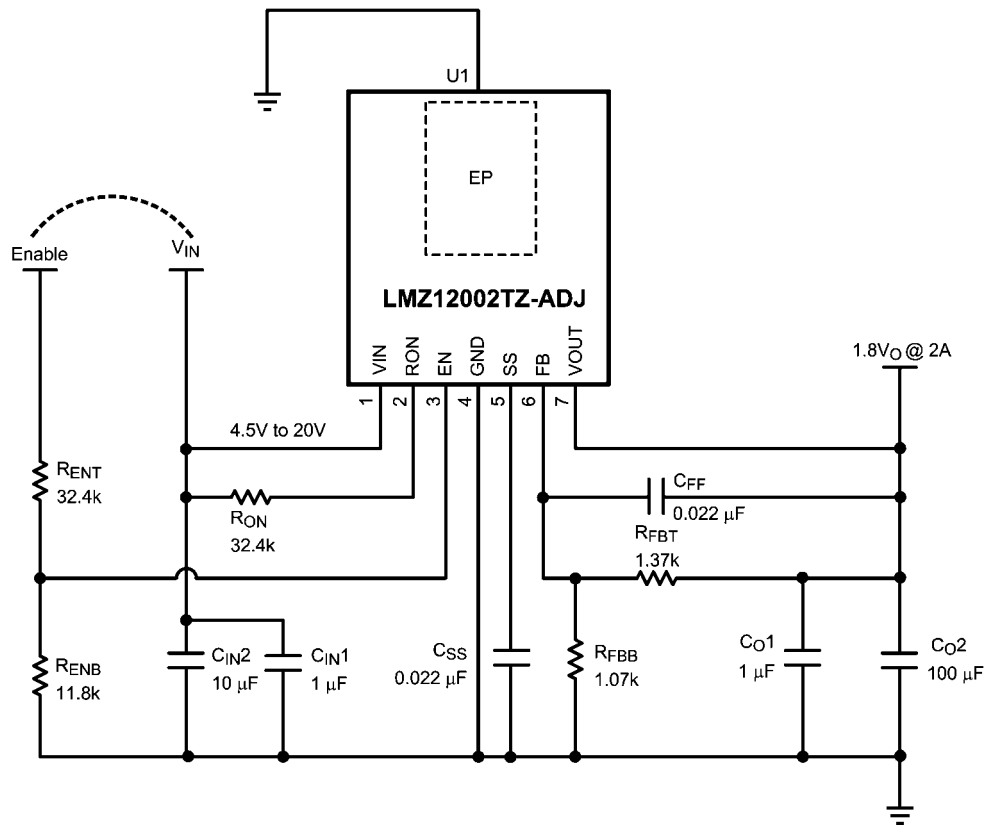 U1
EP
Enable
VIN
LMZ12002TZ-ADJ
VIN
RON
EN
GND
SS
FB
VOUT
1
2
3
4
5
6
7
1.8VO @ 2A
4.5V to 20V
RENT
32.4k
RON
32.4k
CFF
0.022 µF
RFBT
1.37k
RENB
11.8k
CIN2
10 µF
CIN1
1 µF
CSS
0.022 µF
RFBB
1.07k
CO1
1 µF
CO2
100 µF